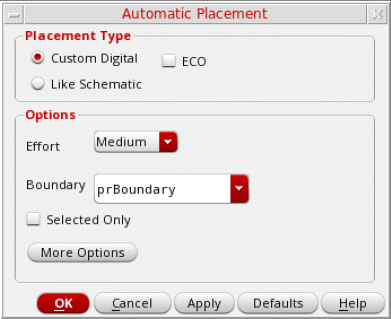 Automatic Placement
Placement Type
Custom Digital ECO
Like Schematic
Options
Effort Medium
Boundary prBoundary
Selected Only
More Options
OK Cancel Apply Defaults Help